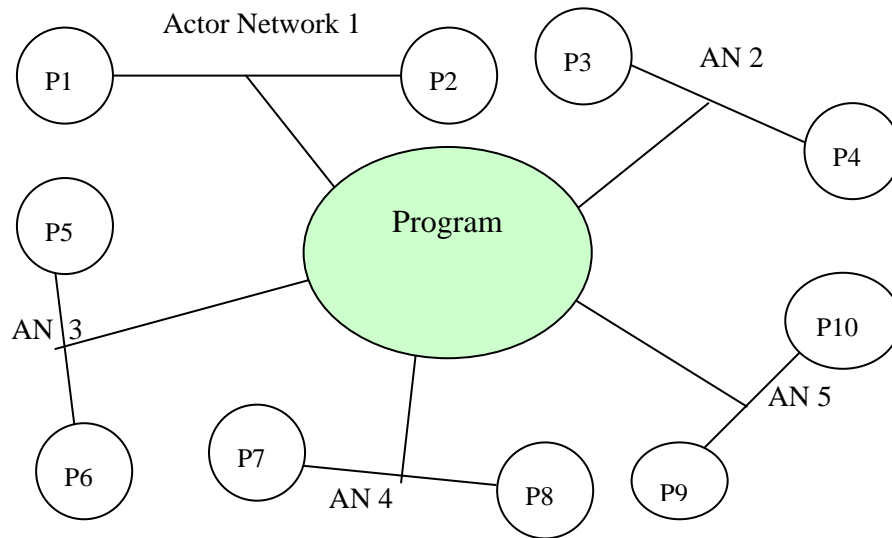 Actor Network 1
P1
P2
P3
AN 2
P4
P5
Program
AN 3
P10
AN 5
P6
P7
AN 4
P8
P9